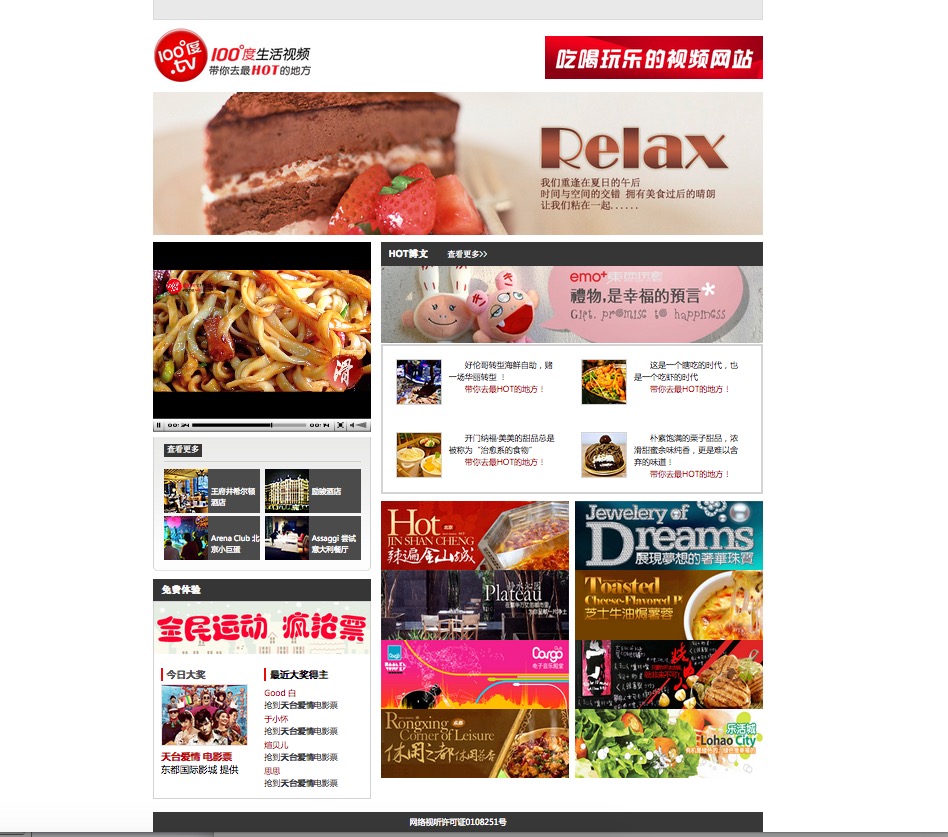 100°度
.tv
100°度生活视频
带你去最HOT的地方
吃喝玩乐的视频网站
Relax
我们重逢在夏日的午后
时间与空间的交错 拥有美食过后的晴朗
让我们粘在一起......
滑
查看更多
王府井希尔顿
酒店
励骏酒店
Arena Club 北
京小巨蛋
Assaggi 尝试
意大利餐厅
免费体验
全民运动 疯抢票
今日大奖
天台爱情 电影票
东都国际影城 提供
最近大奖得主
Good 白
抢到天台爱情电影票
于小怀
抢到天台爱情电影票
煊贝儿
抢到天台爱情电影票
思思
抢到天台爱情电影票
HOT博文
查看更多>>
emo+
禮物,是幸福的預言*
Gift, promise to happiness
好伦哥转型海鲜自助，赌
一场华丽转型 ！
带你去最HOT的地方！
这是一个瞎吃的时代，也
是一个吃虾的时代
带你去最HOT的地方！
开门纳福·美美的甜品总是
被称为“治愈系的食物”
带你去最HOT的地方！
朴素饱满的栗子甜品，浓
滑甜蜜余味纯香，更是难以舍
弃的味道！
带你去最HOT的地方！
Hot
JIN SHAN CHENG
辣遍金山城
Jewelery of
Dreams
展現夢想的奢華珠寶
Plateau
Toasted
Cheese-Flavored P
芝士牛油焗薯蓉
Cargo
电子音乐殿堂
Rongxing
Corner of Leisure
休闲之都休闲荟香
乐活城
Lohao City
网络视听许可证0108251号